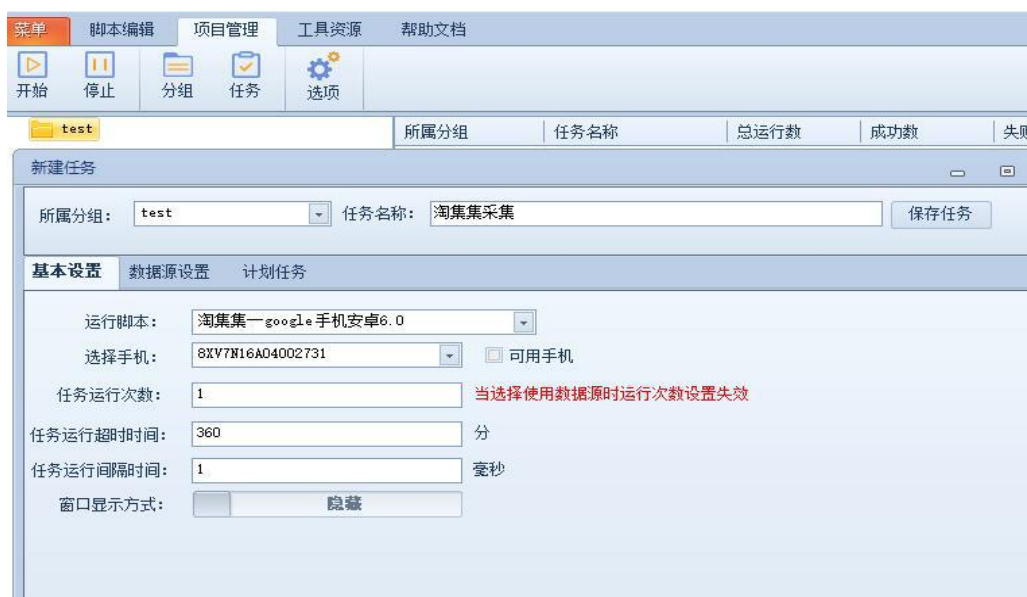 菜单 脚本编辑 项目管理 工具资源 帮助文档
开始 停止 分组 任务 选项
test 所属分组 任务名称 总运行数 成功数
新建任务
所属分组： test 任务名称： 淘集集采集 保存任务
基本设置 数据源设置 计划任务
运行脚本： 淘集集—google手机安卓6.0
选择手机： 8XV7N16A04002731 可用手机
任务运行次数： 1 当选择使用数据源时运行次数设置失效
任务运行超时时间： 360 分
任务运行间隔时间： 1 毫秒
窗口显示方式： 隐藏